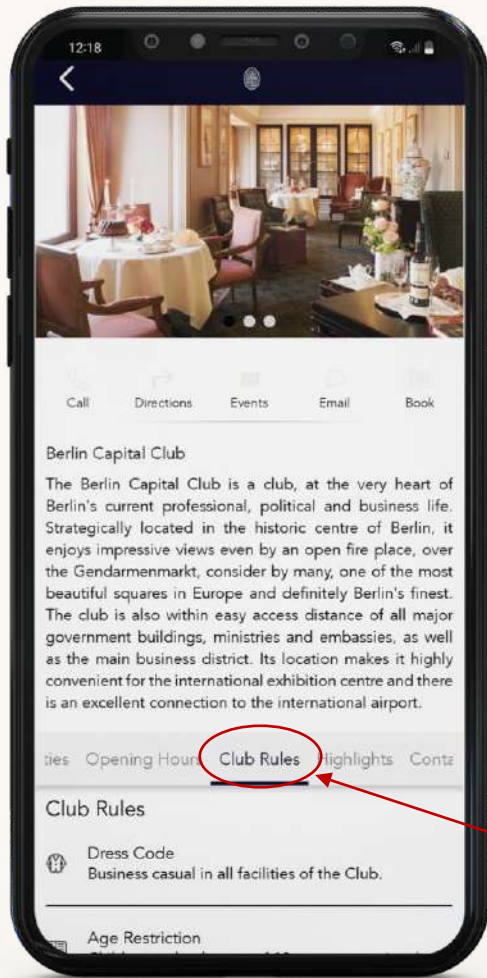 12:18
Call Directions Events Email Book
Berlin Capital Club
The Berlin Capital Club is a club, at the very heart of
Berlin's current professional, political and business life.
Strategically located in the historic centre of Berlin, it
enjoys impressive views even by an open fire place, over
the Gendarmenmarkt, consider by many, one of the most
beautiful squares in Europe and definitely Berlin's finest.
The club is also within easy access distance of all major
government buildings, ministries and embassies, as well
as the main business district. Its location makes it highly
convenient for the international exhibition centre and there
is an excellent connection to the international airport.
ties Opening Hours Club Rules Highlights Conta
Club Rules
Dress Code
Business casual in all facilities of the Club.
Age Restriction